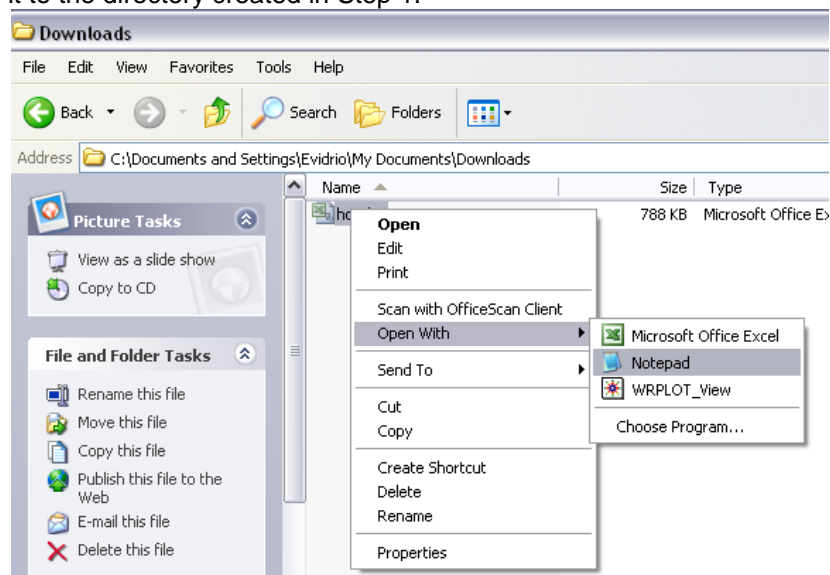 it to the directory created in Step 1.
Downloads
File Edit View Favorites Tools Help
Back Search Folders
Address C:\Documents and Settings\Evidrio\My Documents\Downloads
Name Size Type
788 KB Microsoft Office Ex
Picture Tasks
View as a slide show
Copy to CD
File and Folder Tasks
Rename this file
Move this file
Copy this file
Publish this file to the
Web
E-mail this file
Delete this file
Open
Edit
Print
Scan with OfficeScan Client
Open With
Send To
Cut
Copy
Create Shortcut
Delete
Rename
Properties
Microsoft Office Excel
Notepad
WRPLOT_View
Choose Program...